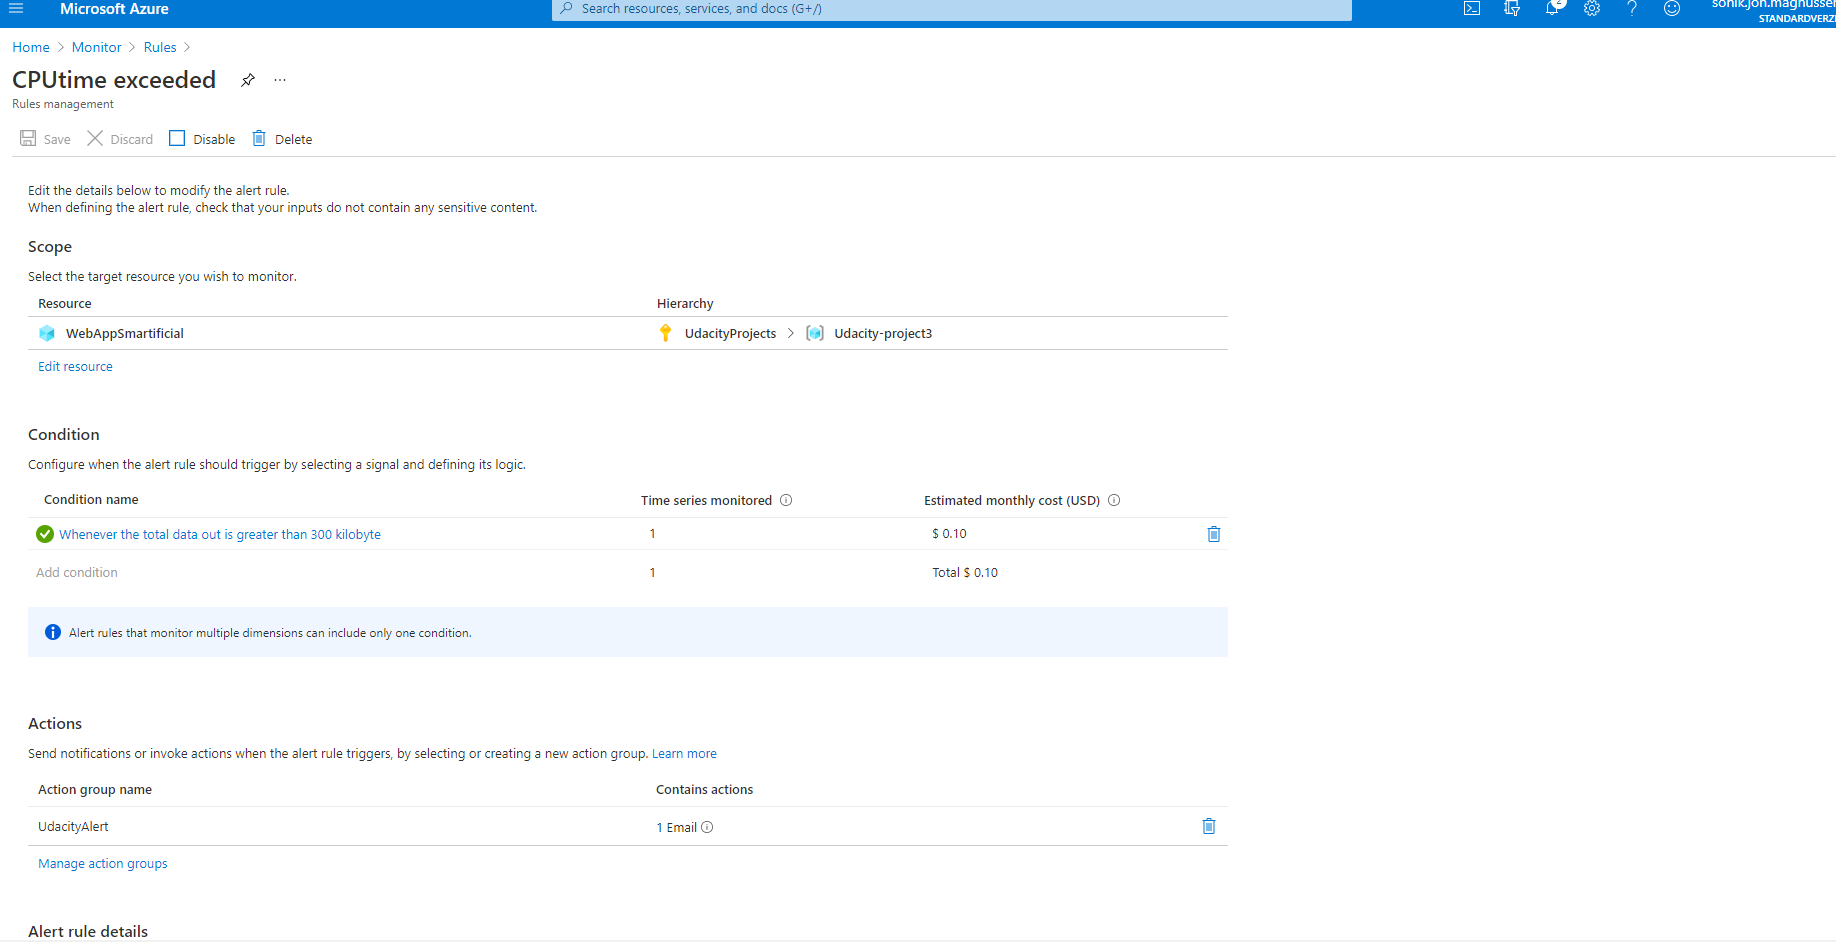 Microsoft Azure
Search resources, services, and docs (G+/)
2
STANDARDVERZ
Home > Monitor > Rules >
CPUtime exceeded
...
Rules management
Save Discard Disable Delete
Edit the details below to modify the alert rule.
When defining the alert rule, check that your inputs do not contain any sensitive content.
Scope
Select the target resource you wish to monitor.
Resource Hierarchy
WebAppSmartificial UdacityProjects > Udacity-project3
Edit resource
Condition
Configure when the alert rule should trigger by selecting a signal and defining its logic.
Condition name Time series monitored Estimated monthly cost (USD)
Whenever the total data out is greater than 300 kilobyte 1 $ 0.10
Add condition 1 Total $ 0.10
Alert rules that monitor multiple dimensions can include only one condition.
Actions
Send notifications or invoke actions when the alert rule triggers, by selecting or creating a new action group. Learn more
Action group name Contains actions
UdacityAlert 1 Email
Manage action groups
Alert rule details